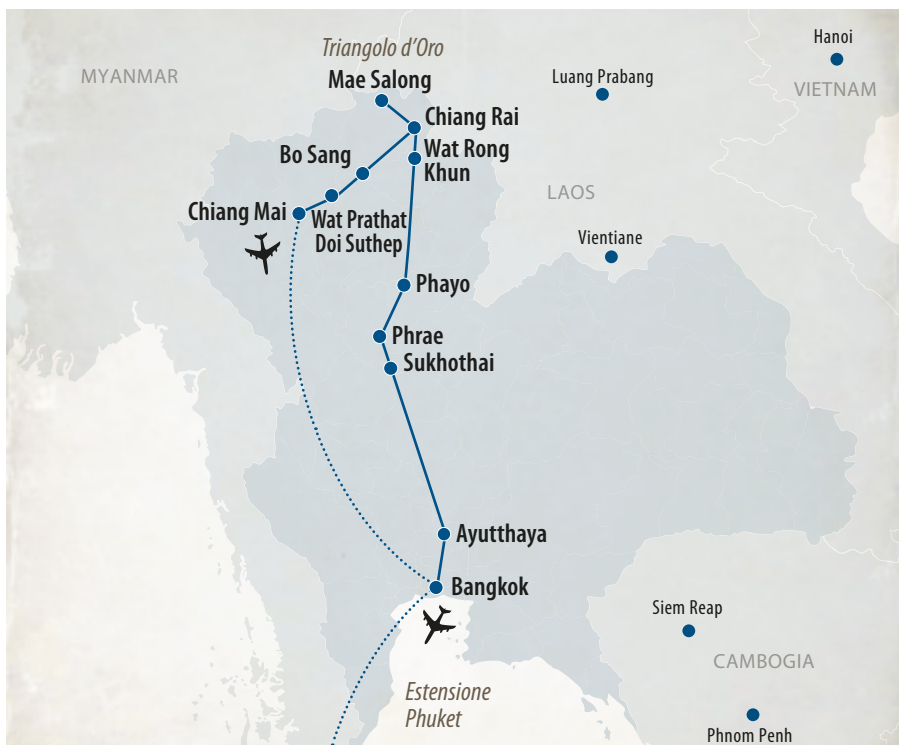 Hanoi
Triangolo d'Oro
MYANMAR
Mae Salong
Luang Prabang
VIETNAM
Chiang Rai
Wat Rong
Khun
Bo Sang
LAOS
Chiang Mai
Wat Prathat
Doi Suthep
Vientiane
Phayo
Phrae
Sukhothai
Ayutthaya
Bangkok
Siem Reap
CAMBOGIA
Estensione
Phuket
Phnom Penh